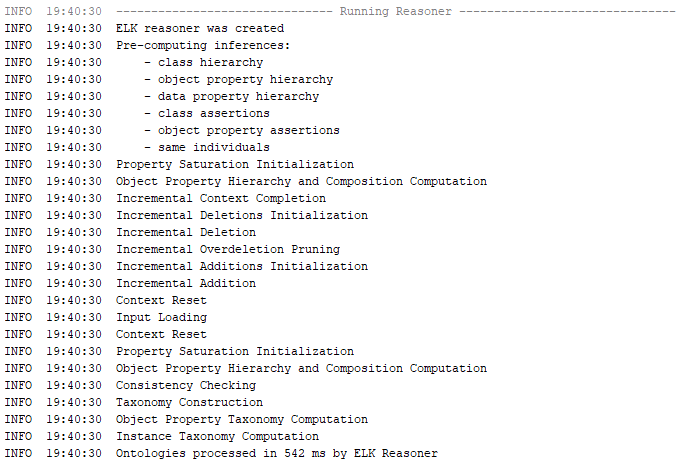 INFO  19:40:30  ------------------------------- Running Reasoner -------------------------------
INFO  19:40:30  ELK reasoner was created
INFO  19:40:30  Pre-computing inferences:
INFO  19:40:30      - class hierarchy
INFO  19:40:30      - object property hierarchy
INFO  19:40:30      - data property hierarchy
INFO  19:40:30      - class assertions
INFO  19:40:30      - object property assertions
INFO  19:40:30      - same individuals
INFO  19:40:30  Property Saturation Initialization
INFO  19:40:30  Object Property Hierarchy and Composition Computation
INFO  19:40:30  Incremental Context Completion
INFO  19:40:30  Incremental Deletions Initialization
INFO  19:40:30  Incremental Deletion
INFO  19:40:30  Incremental Overdeletion Pruning
INFO  19:40:30  Incremental Additions Initialization
INFO  19:40:30  Incremental Addition
INFO  19:40:30  Context Reset
INFO  19:40:30  Input Loading
INFO  19:40:30  Context Reset
INFO  19:40:30  Property Saturation Initialization
INFO  19:40:30  Object Property Hierarchy and Composition Computation
INFO  19:40:30  Consistency Checking
INFO  19:40:30  Taxonomy Construction
INFO  19:40:30  Object Property Taxonomy Computation
INFO  19:40:30  Instance Taxonomy Computation
INFO  19:40:30  Ontologies processed in 542 ms by ELK Reasoner